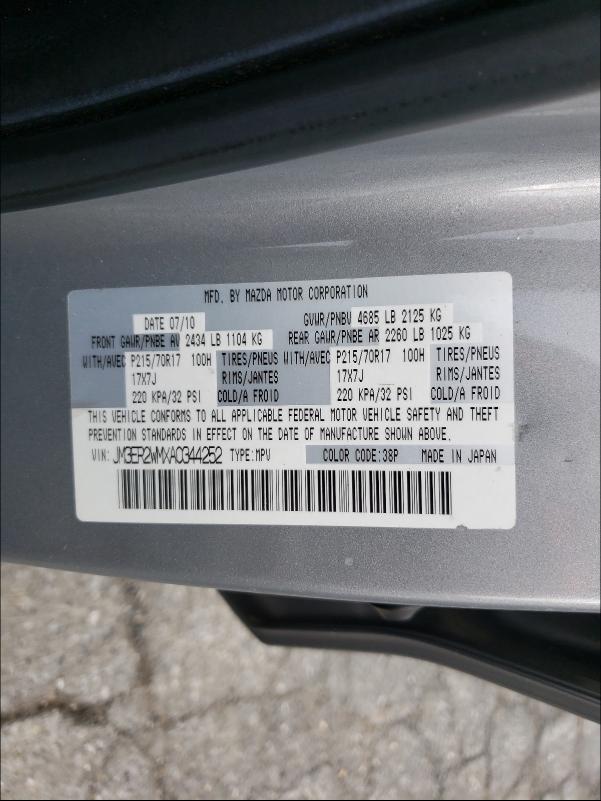 MFD. BY MAZDA MOTOR CORPORATION
DATE 07/10 GVWR/PNBV 4685 LB 2125 KG
FRONT GAWR/PNBE AV 2434 LB 1104 KG REAR GAWR/PNBE AR 2260 LB 1025 KG
WITH/AVEC P215/70R17 100H TIRES/PNEUS WITH/AVEC P215/70R17 100H TIRES/PNEUS
17X7J RIMS/JANTES 17X7J RIMS/JANTES
220 KPA/32 PSI COLD/A FROID 220 KPA/32 PSI COLD/A FROID
THIS VEHICLE CONFORMS TO ALL APPLICABLE FEDERAL MOTOR VEHICLE SAFETY AND THEFT
PREVENTION STANDARDS IN EFFECT ON THE DATE OF MANUFACTURE SHOWN ABOVE.
VIN: JM3ER2WMXA0344252 TYPE:MPV COLOR CODE:38P MADE IN JAPAN